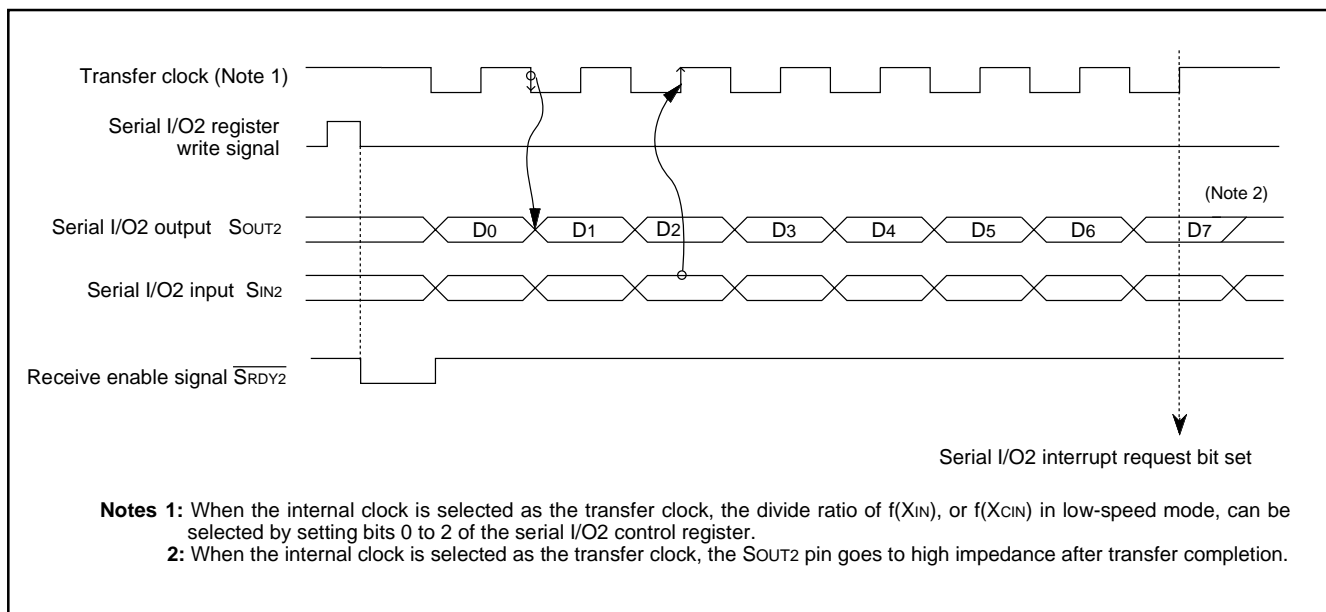 Transfer clock (Note 1)
Serial I/O2 register
write signal
(Note 2)
Serial I/O2 output SOUT2
D0 D1 D2 D3 D4 D5 D6 D7
Serial I/O2 input SIN2
Receive enable signal SRDY2
Serial I/O2 interrupt request bit set
Notes 1: When the internal clock is selected as the transfer clock, the divide ratio of f(XIN), or f(XCIN) in low-speed mode, can be
selected by setting bits 0 to 2 of the serial I/O2 control register.
2: When the internal clock is selected as the transfer clock, the SOUT2 pin goes to high impedance after transfer completion.